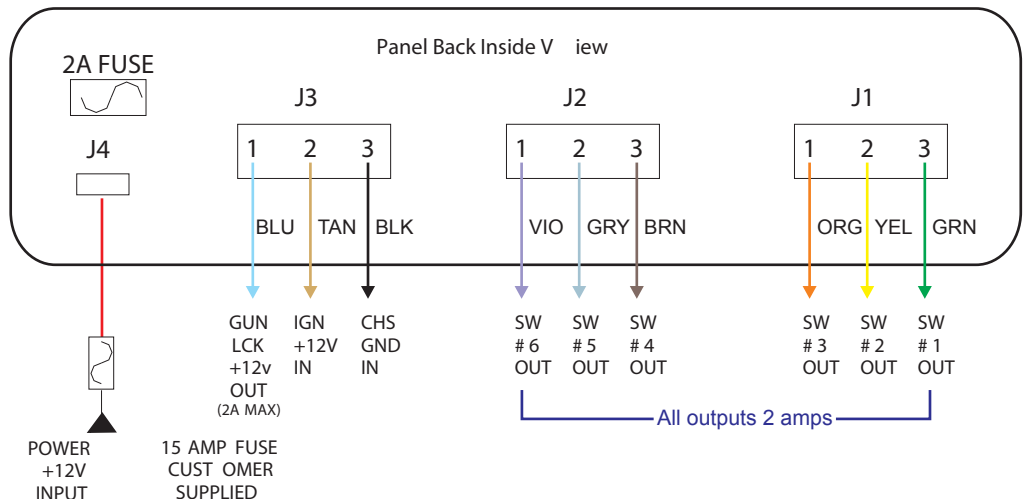 Panel Back Inside V iew
2A FUSE
J4
J3
1 2 3
BLU TAN BLK
J2
1 2 3
VIO GRY BRN
J1
1 2 3
ORG YEL GRN
GUN
LCK
+12v
OUT
(2A MAX)
IGN
+12V
IN
CHS
GND
IN
SW
# 6
OUT
SW
# 5
OUT
SW
# 4
OUT
SW
# 3
OUT
SW
# 2
OUT
SW
# 1
OUT
All outputs 2 amps
POWER
+12V
INPUT
15 AMP FUSE
CUST OMER
SUPPLIED